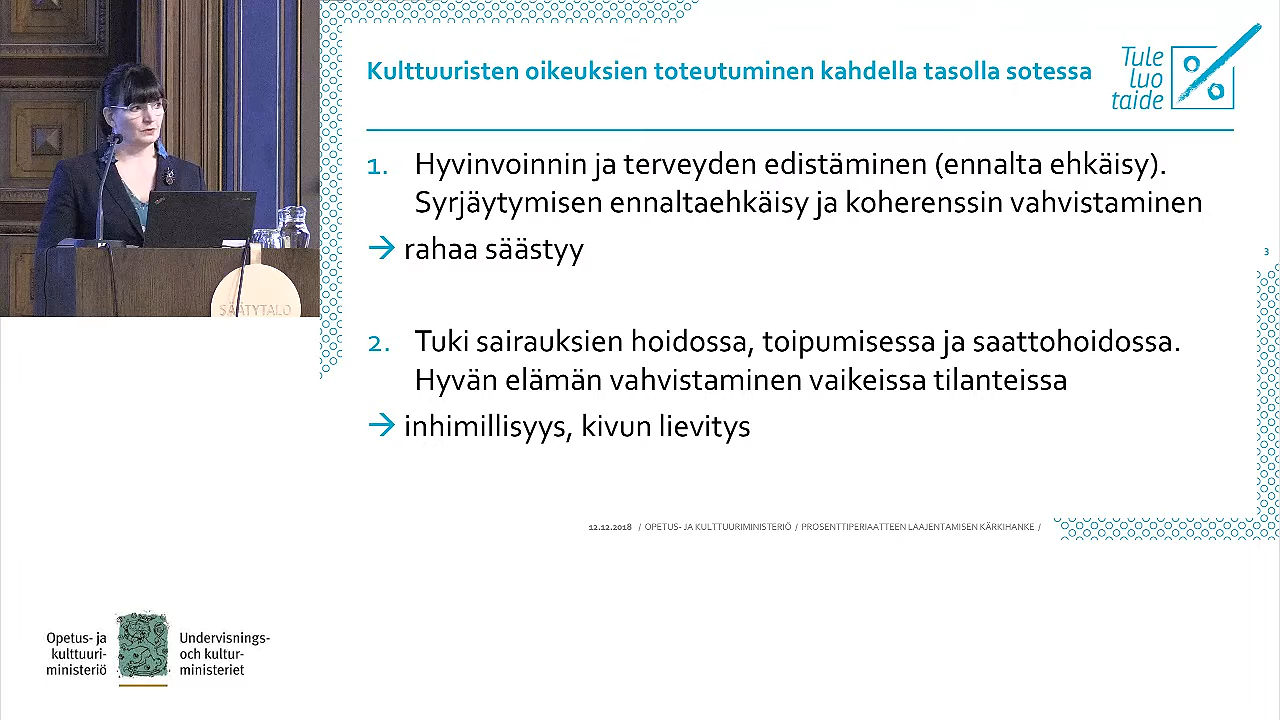 SÄÄTYTALO
Kulttuuristen oikeuksien toteutuminen kahdella tasolla sotessa
Tule
luo
taide
%
1. Hyvinvoinnin ja terveyden edistäminen (ennalta ehkäisy).
Syrjäytymisen ennaltaehkäisy ja koherenssin vahvistaminen
→ rahaa säästyy
3
2. Tuki sairauksien hoidossa, toipumisessa ja saattohoidossa.
Hyvän elämän vahvistaminen vaikeissa tilanteissa
→ inhimillisyys, kivun lievitys
12.12.2018 / OPETUS- JA KULTTUURIMINISTERIÖ / PROSENTTIPERIAATTEEN LAAJENTAMISEN KÄRKIHANKE /
Opetus- ja
kulttuuri-
ministeriö
Undervisnings-
och kultur-
ministeriet